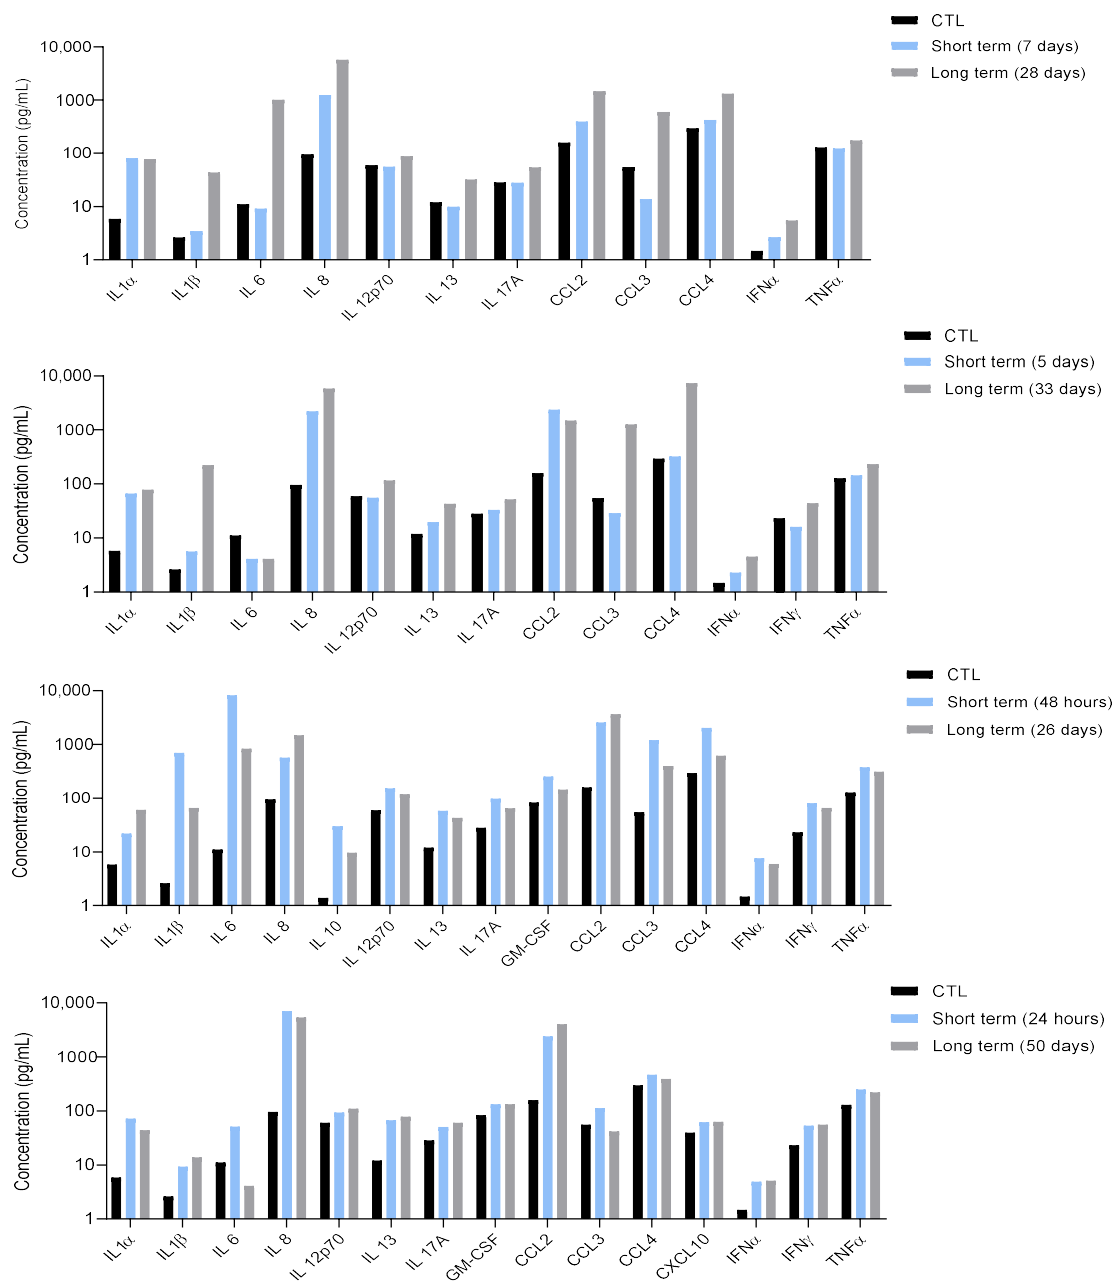 CTL
Short term (7 days)
Long term (28 days)
Concentration (pg/mL)
10,000
1000
100
10
1
IL1α
IL1β
IL 6
IL 8
IL 12p70
IL 13
IL 17A
CCL2
CCL3
CCL4
IFNα
TNFα
CTL
Short term (5 days)
Long term (33 days)
Concentration (pg/mL)
10,000
1000
100
10
1
IL1α
IL1β
IL 6
IL 8
IL 12p70
IL 13
IL 17A
CCL2
CCL3
CCL4
IFNα
IFNγ
TNFα
CTL
Short term (48 hours)
Long term (26 days)
Concentration (pg/mL)
10,000
1000
100
10
1
IL1α
IL1β
IL 6
IL 8
IL 10
IL 12p70
IL 13
IL 17A
GM-CSF
CCL2
CCL3
CCL4
IFNα
IFNγ
TNFα
CTL
Short term (24 hours)
Long term (50 days)
Concentration (pg/mL)
10,000
1000
100
10
1
IL1α
IL1β
IL 6
IL 8
IL 12p70
IL 13
IL 17A
GM-CSF
CCL2
CCL3
CCL4
CXCL10
IFNα
IFNγ
TNFα